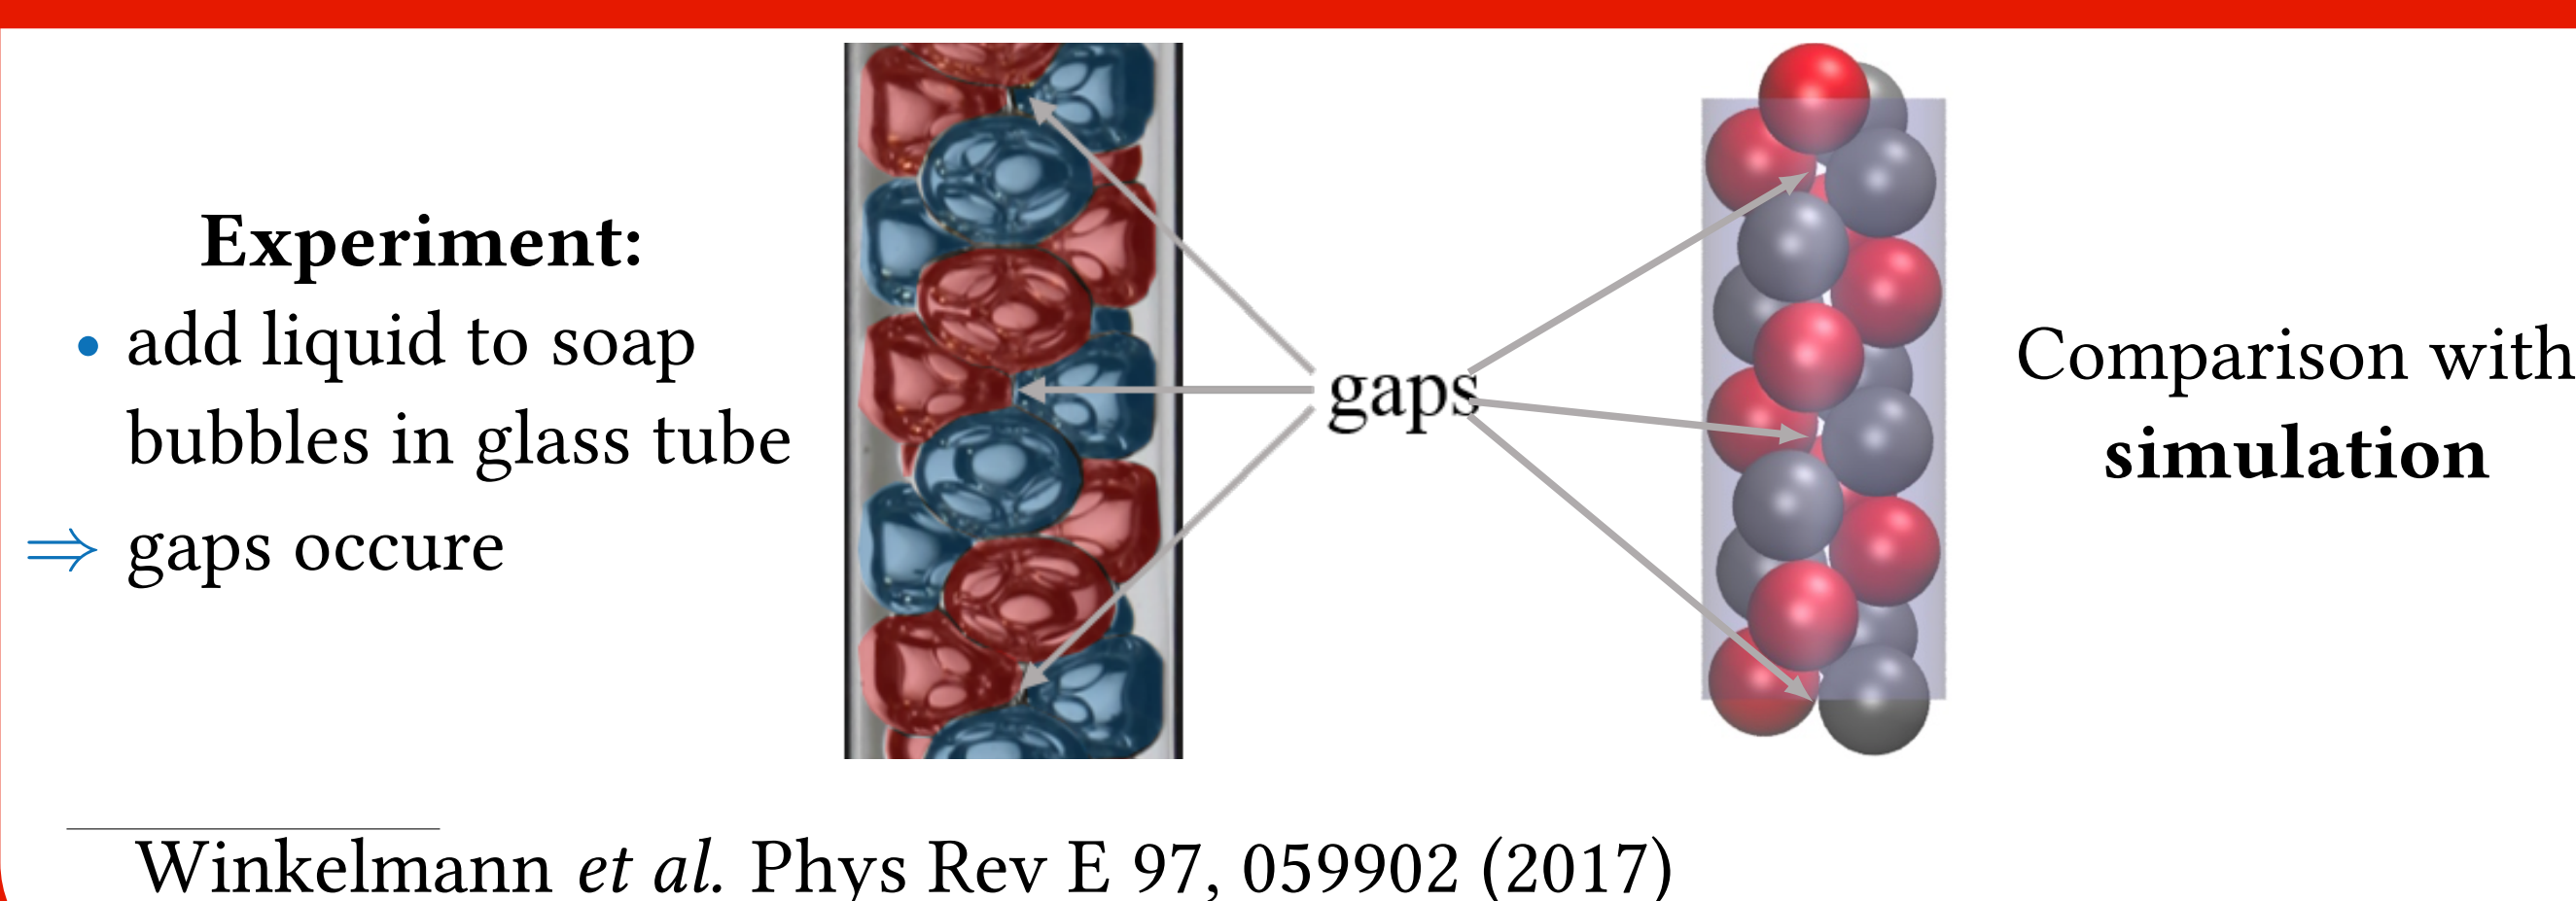 Experiment:
• add liquid to soap
bubbles in glass tube
⇒ gaps occure
gaps
Comparison with
simulation
Winkelmann et al. Phys Rev E 97, 059902 (2017)